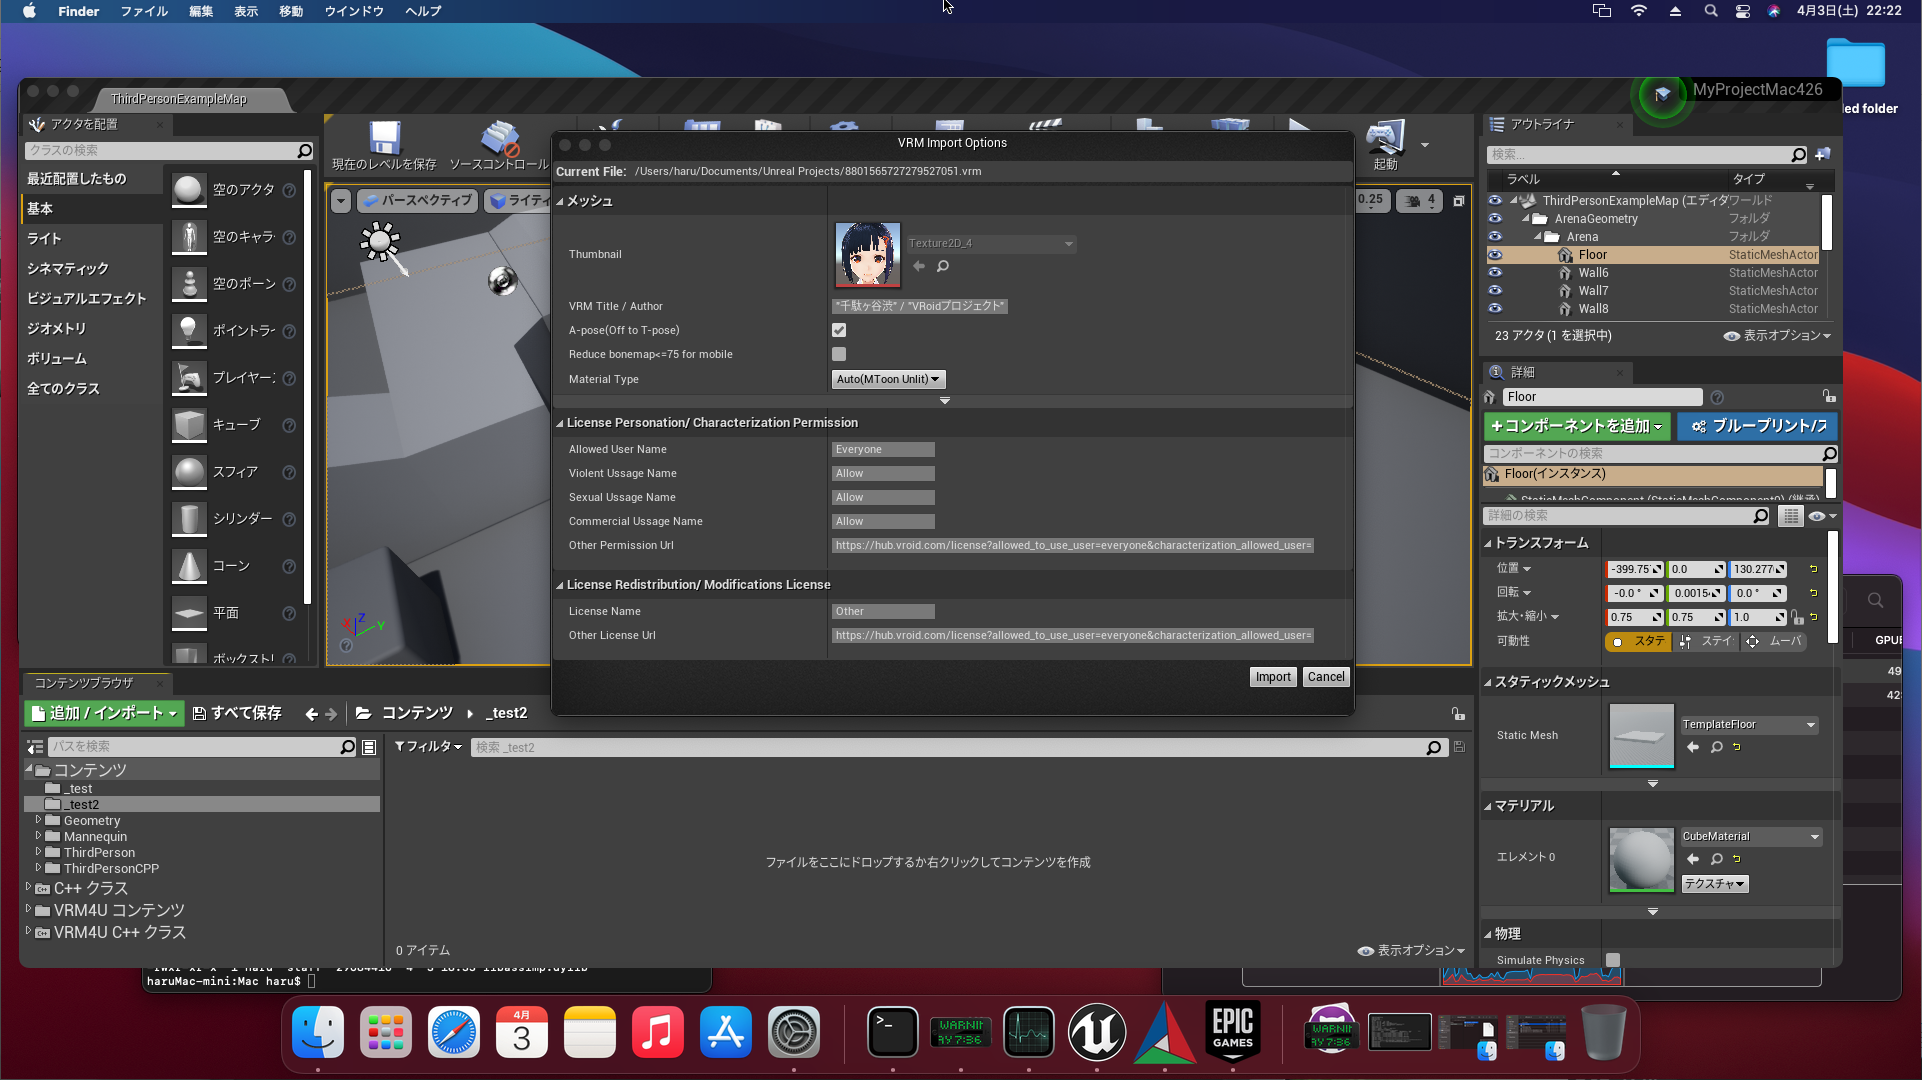 Finder ファイル 編集 表示 移動 ウインドウ ヘルプ
4月3日(土) 22:22
ThirdPersonExampleMap
MyProjectMac426
led folder
アクタを配置
クラスの検索
最近配置したもの
基本
ライト
シネマティック
ビジュアルエフェクト
ジオメトリ
ボリューム
全てのクラス
空のアクタ
空のキャラ
空のポーン
ポイントラ
プレイヤー
キューブ
スフィア
シリンダー
コーン
平面
ボックストリ
現在のレベルを保存
ソースコントロール
起動
パースペクティブ
ライティ
0.25
4
X
Z
Y
VRM Import Options
Current File: /Users/haru/Documents/Unreal Projects/8801565727279527051.vrm
メッシュ
Thumbnail
Texture2D_4
VRM Title / Author
"千駄ヶ谷渋" / "VRoidプロジェクト"
A-pose(Off to T-pose)
Reduce bonemap<=75 for mobile
Material Type
Auto(MToon Unlit)
License Personation/ Characterization Permission
Allowed User Name Everyone
Violent Ussage Name Allow
Sexual Ussage Name Allow
Commercial Ussage Name Allow
Other Permission Url https://hub.vroid.com/license?allowed_to_use_user=everyone&characterization_allowed_user=
License Redistribution/ Modifications License
License Name Other
Other License Url https://hub.vroid.com/license?allowed_to_use_user=everyone&characterization_allowed_user=
Import
Cancel
アウトライナ
検索...
ラベル
タイプ
ThirdPersonExampleMap (エディタ ワールド
ArenaGeometry フォルダ
Arena フォルダ
Floor StaticMeshActor
Wall6 StaticMeshActor
Wall7 StaticMeshActor
Wall8 StaticMeshActor
23 アクタ (1 を選択中)
表示オプション
詳細
Floor
+コンポーネントを追加
ブループリント/ス
コンポーネントの検索
Floor(インスタンス)
StaticMeshComponent (StaticMeshComponent0) (継承)
詳細の検索
トランスフォーム
位置 -399.75 0.0 130.277
回転 -0.0 ° 0.0015 0.0 °
拡大・縮小 0.75 0.75 1.0
可動性 スタテ ステイ ムーバ
スタティックメッシュ
Static Mesh
TemplateFloor
マテリアル
エレメント 0
CubeMaterial
テクスチャ
物理
Simulate Physics
GPU
49
42
コンテンツブラウザ
追加 / インポート
すべて保存
コンテンツ
_test2
パスを検索
フィルタ
検索 _test2
コンテンツ
_test
_test2
Geometry
Mannequin
ThirdPerson
ThirdPersonCPP
C++ クラス
VRM4U コンテンツ
VRM4U C++ クラス
ファイルをここにドロップするか右クリックしてコンテンツを作成
0 アイテム
表示オプション
haruMac-mini:Mac haru$
4月
3
>_
WARNIN
AY 7:36
EPIC
GAMES
WARNIN
AY 7:36